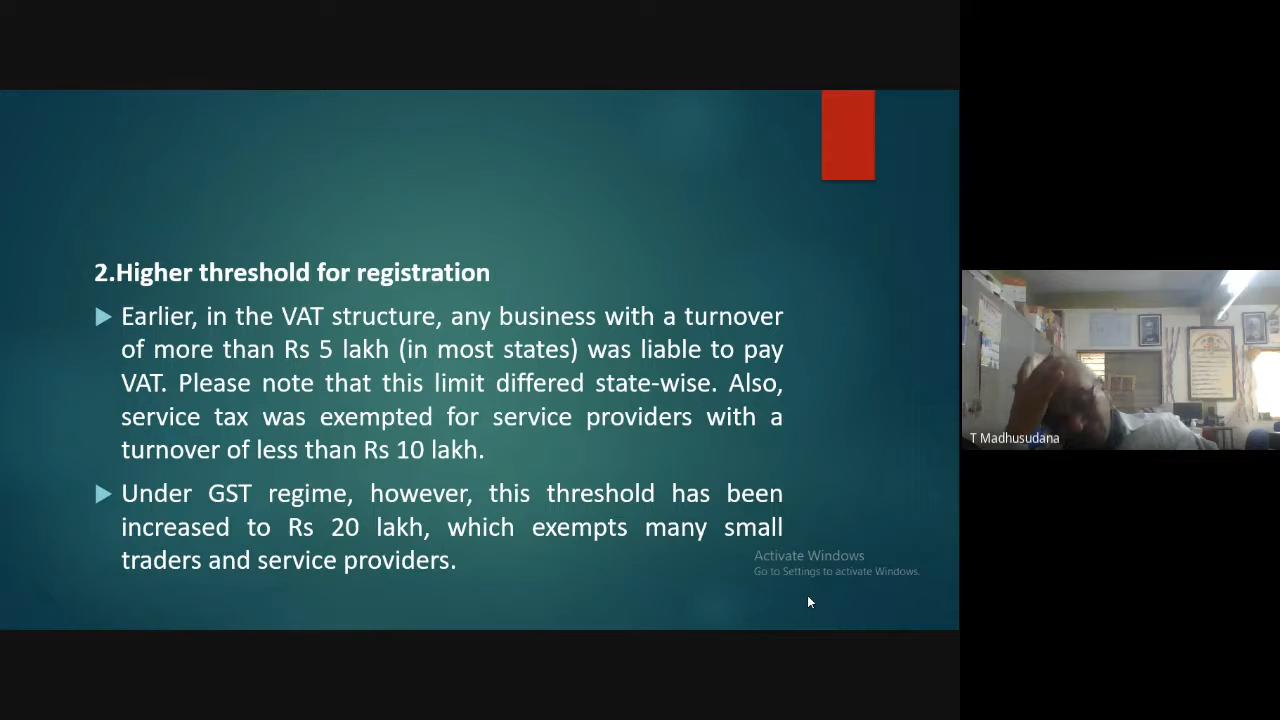 2.Higher threshold for registration
Earlier, in the VAT structure, any business with a turnover
of more than Rs 5 lakh (in most states) was liable to pay
VAT. Please note that this limit differed state-wise. Also,
service tax was exempted for service providers with a
turnover of less than Rs 10 lakh.
Under GST regime, however, this threshold has been
increased to Rs 20 lakh, which exempts many small
traders and service providers.
Activate Windows
Go to Settings to activate Windows.
T Madhusudana